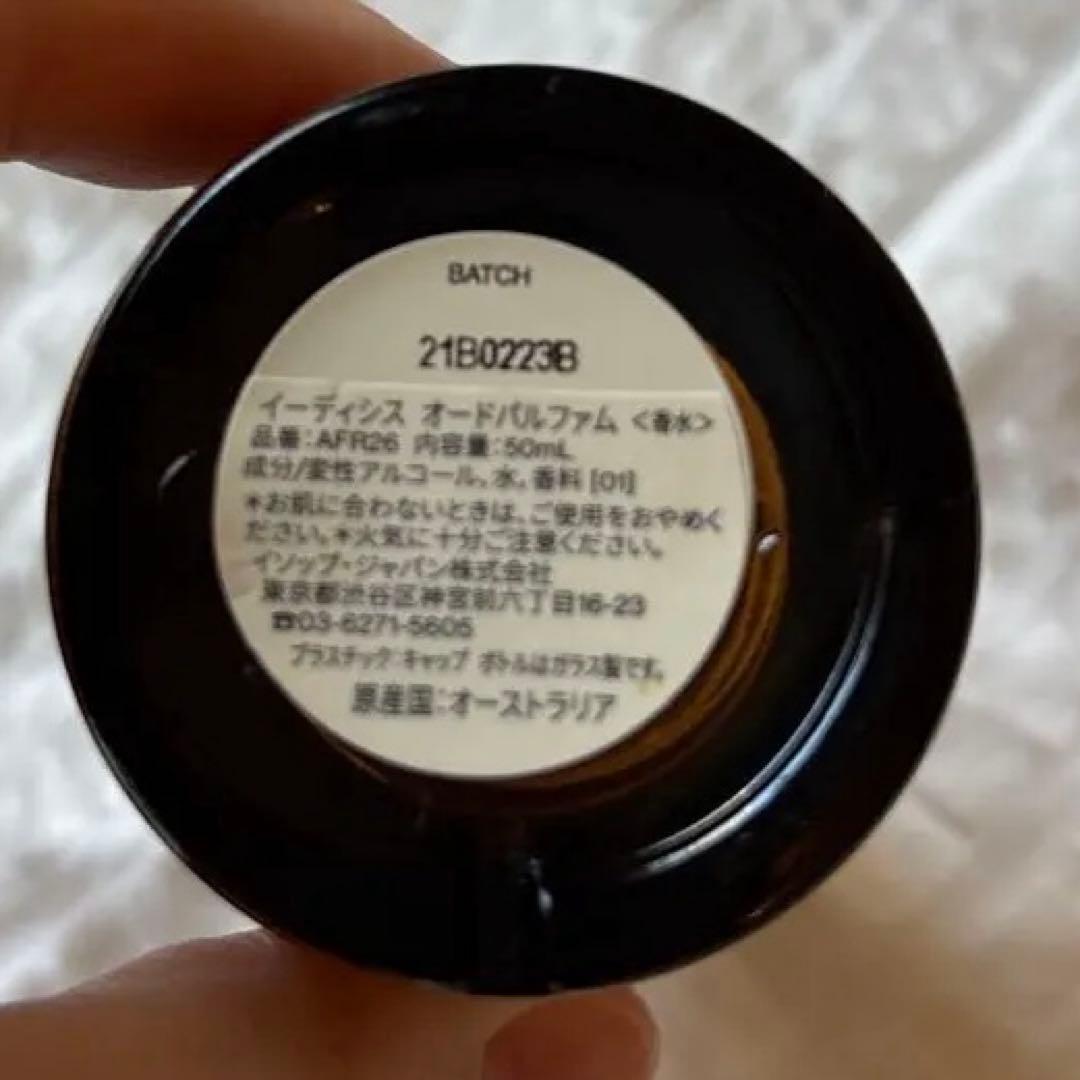 BATCH
21B0223B
イーディシス オードパルファム <香水>
品番:AFR26 内容量:50mL
成分/変性アルコール、水、香料 [01]
*お肌に合わないときは、ご使用をおやめく
ださい。*火気に十分ご注意ください。
イソップ・ジャパン株式会社
東京都渋谷区神宮前六丁目16-23
☎03-6271-5605
プラスチック:キャップ ボトルはガラス製です。
原産国:オーストラリア